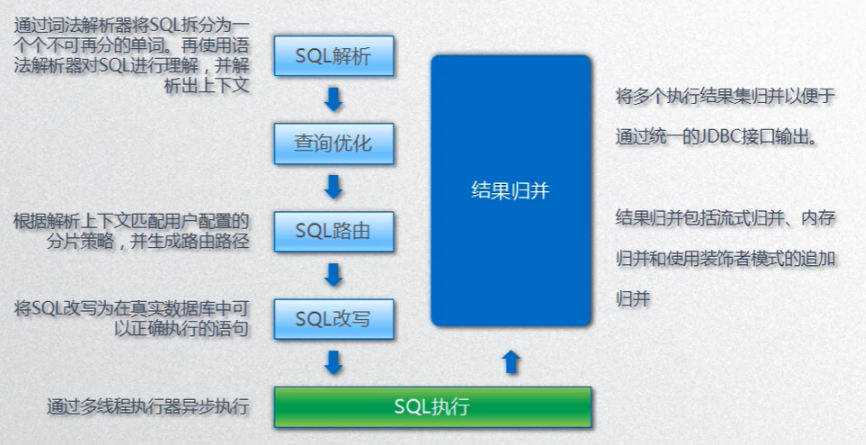 通过词法解析器将SQL拆分为一
个个不可再分的单词。再使用语
法解析器对SQL进行理解，并解
析出上下文
SQL解析
查询优化
根据解析上下文匹配用户配置的
分片策略，并生成路由路径
SQL路由
将SQL改写为在真实数据库中可
以正确执行的语句
SQL改写
通过多线程执行器异步执行
SQL执行
结果归并
将多个执行结果集归并以便于
通过统一的JDBC接口输出。
结果归并包括流式归并、内存
归并和使用装饰者模式的追加
归并